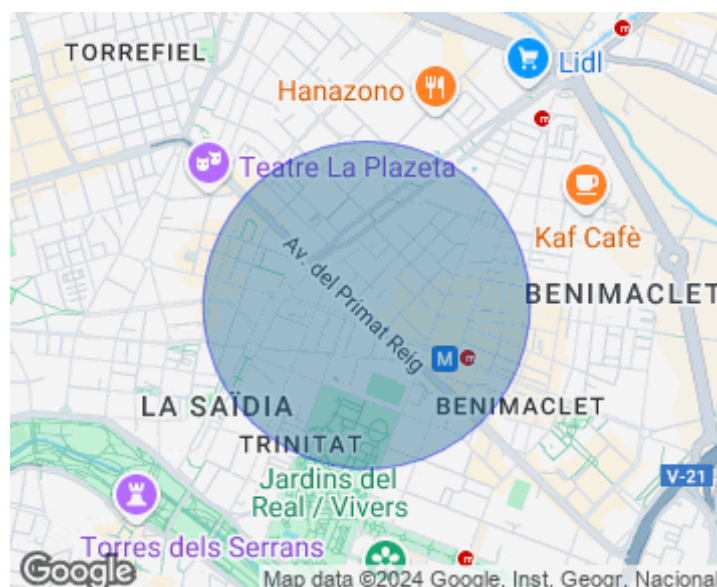 TORREFIEL
Lidl
Hanazono
Teatre La Plazeta
Kaf Cafè
Av. del Primat Reig
BENIMACLET
M
LA SAÏDIA
BENIMACLET
TRINITAT
Jardins del
Real / Vivers
V-21
Torres dels Serrans
Google
Map data ©2024 Google, Inst. Geogr. Nacional